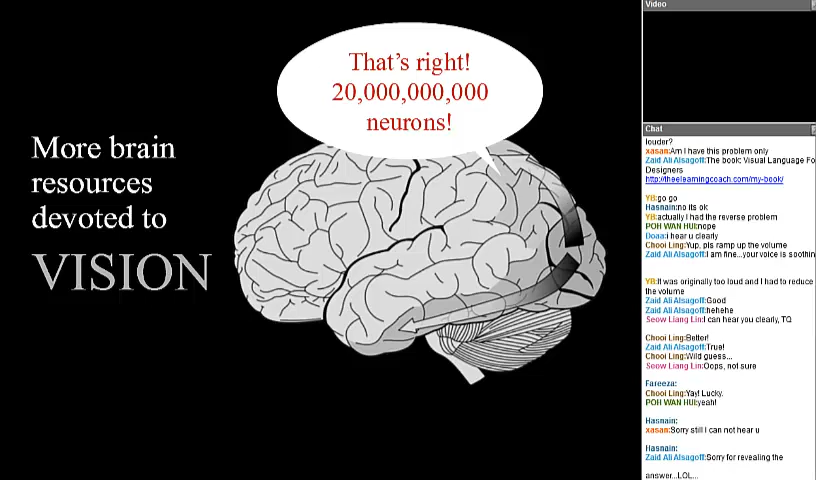 That's right!
20,000,000,000
neurons!
More brain
resources
devoted to
VISION
Video
Chat
louder?
xasan:Am I have this problem only
Zaid Ali Alsagoff:The book: Visual Language Fo
Designers
http://theelearningcoach.com/my-book/
YB:go go
Hasnain:no its ok
YB:actually I had the reverse problem
POH WAN HUI:nope
Doaa:i hear u clearly
Chooi Ling:Yup, pls ramp up the volume
Zaid Ali Alsagoff:I am fine...your voice is soothin
YB:It was originally too loud and I had to reduce
the volume
Zaid Ali Alsagoff:Good
Zaid Ali Alsagoff:hehehe
Seow Liang Lin:I can hear you clearly, TQ
Chooi Ling:Better!
Zaid Ali Alsagoff:True!
Chooi Ling:Wild guess...
Seow Liang Lin:Oops, not sure
Fareeza:
Chooi Ling:Yay! Lucky.
POH WAN HUI:yeah!
Hasnain:
xasan:Sorry still I can not hear u
Hasnain:
Zaid Ali Alsagoff:Sorry for revealing the
answer...LOL...